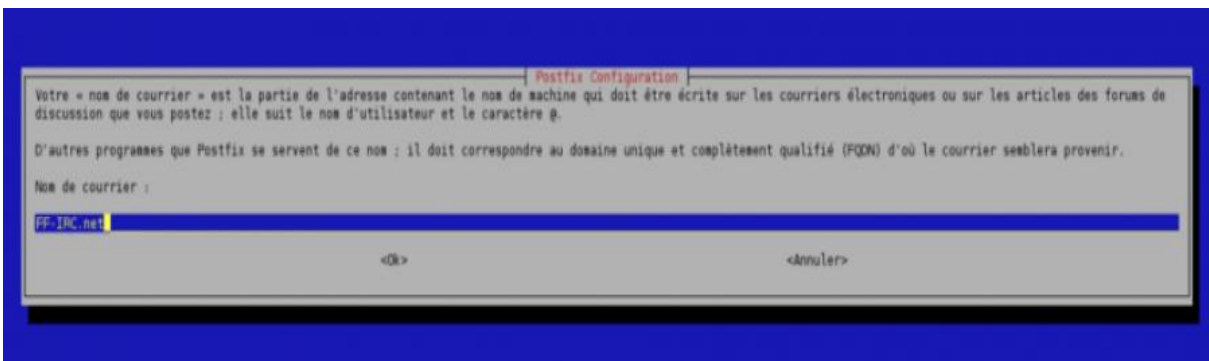 Postfix Configuration
Votre « nom de courrier » est la partie de l'adresse contenant le nom de machine qui doit être écrite sur les courriers électroniques ou sur les articles des forums de
discussion que vous postez ; elle suit le nom d'utilisateur et le caractère @.
D'autres programmes que Postfix se servent de ce nom ; il doit correspondre au domaine unique et complètement qualifié (FQDN) d'où le courrier semblera provenir.
Nom de courrier :
FF-IRC.net
<Ok> <Annuler>